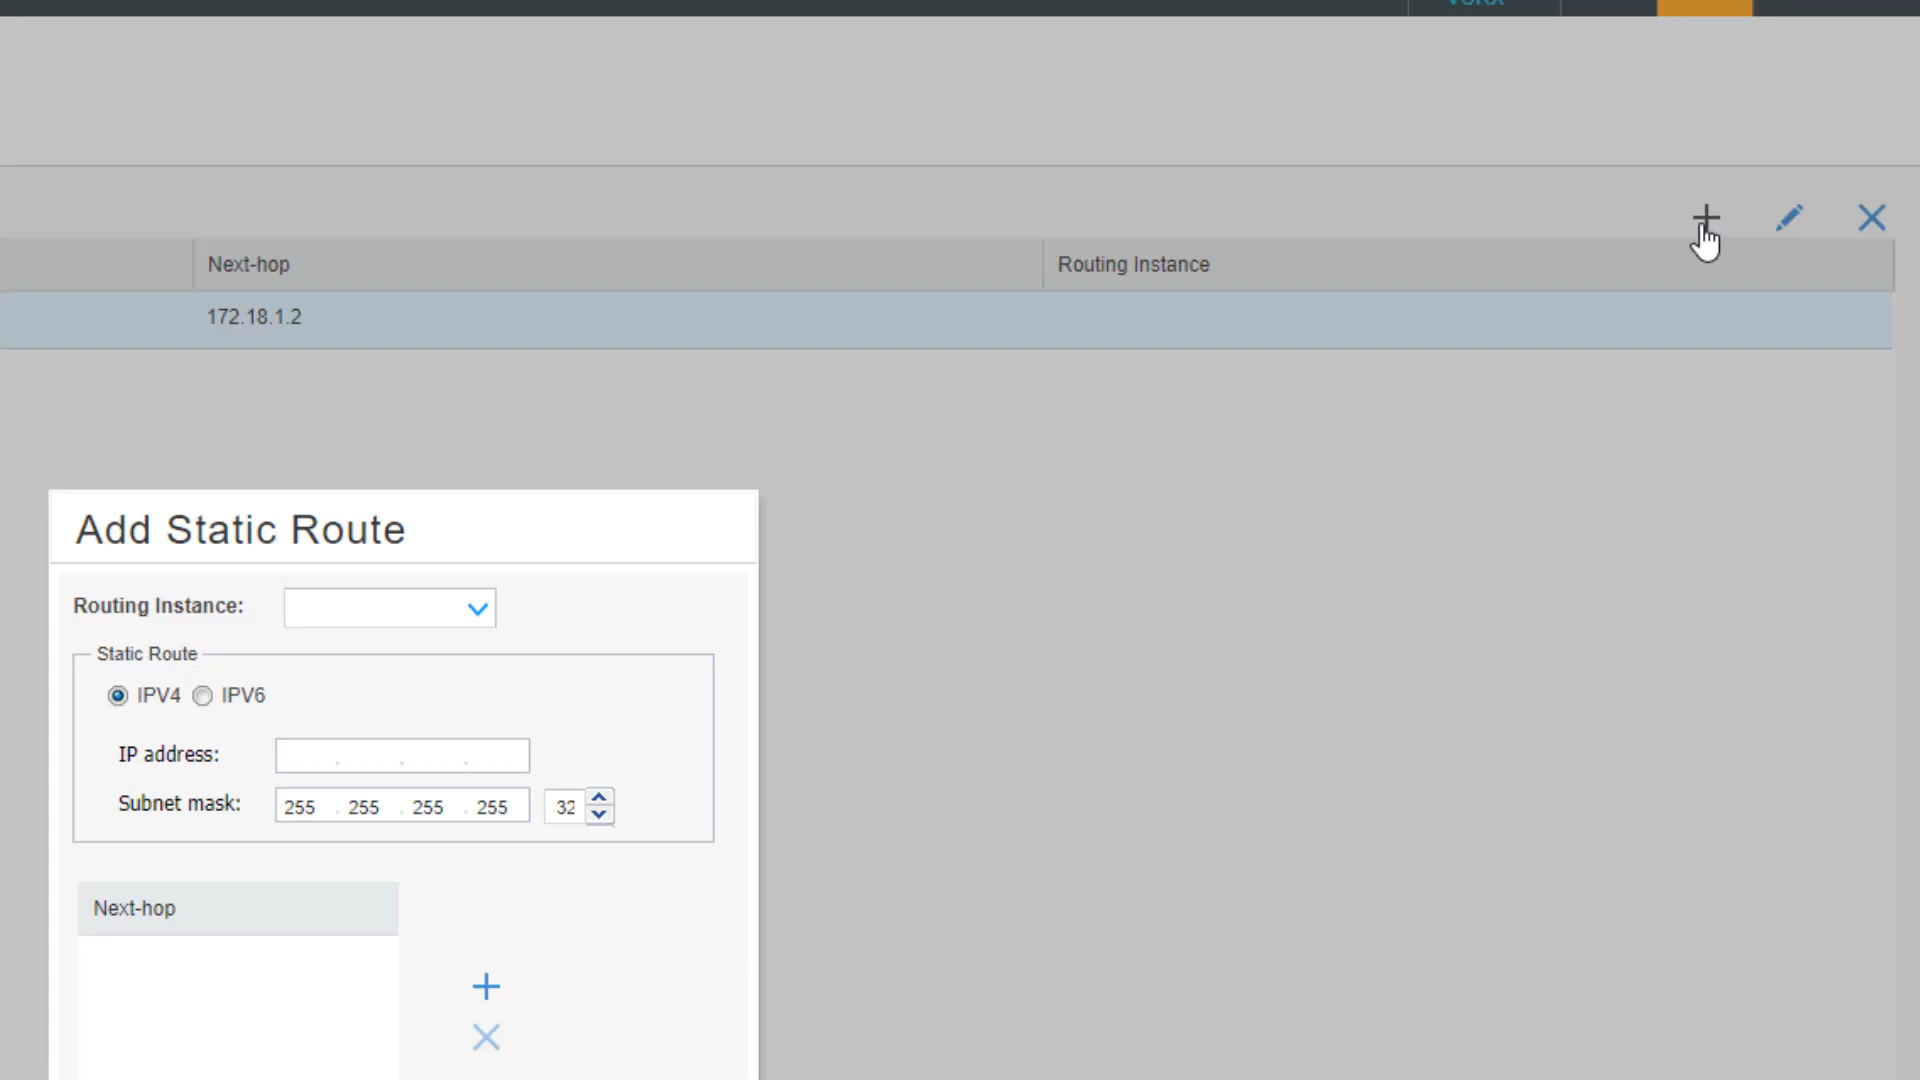 Next-hop Routing Instance
172.18.1.2
Add Static Route
Routing Instance:
Static Route
IPV4 IPV6
IP address: . . .
Subnet mask: 255 . 255 . 255 . 255 32
Next-hop